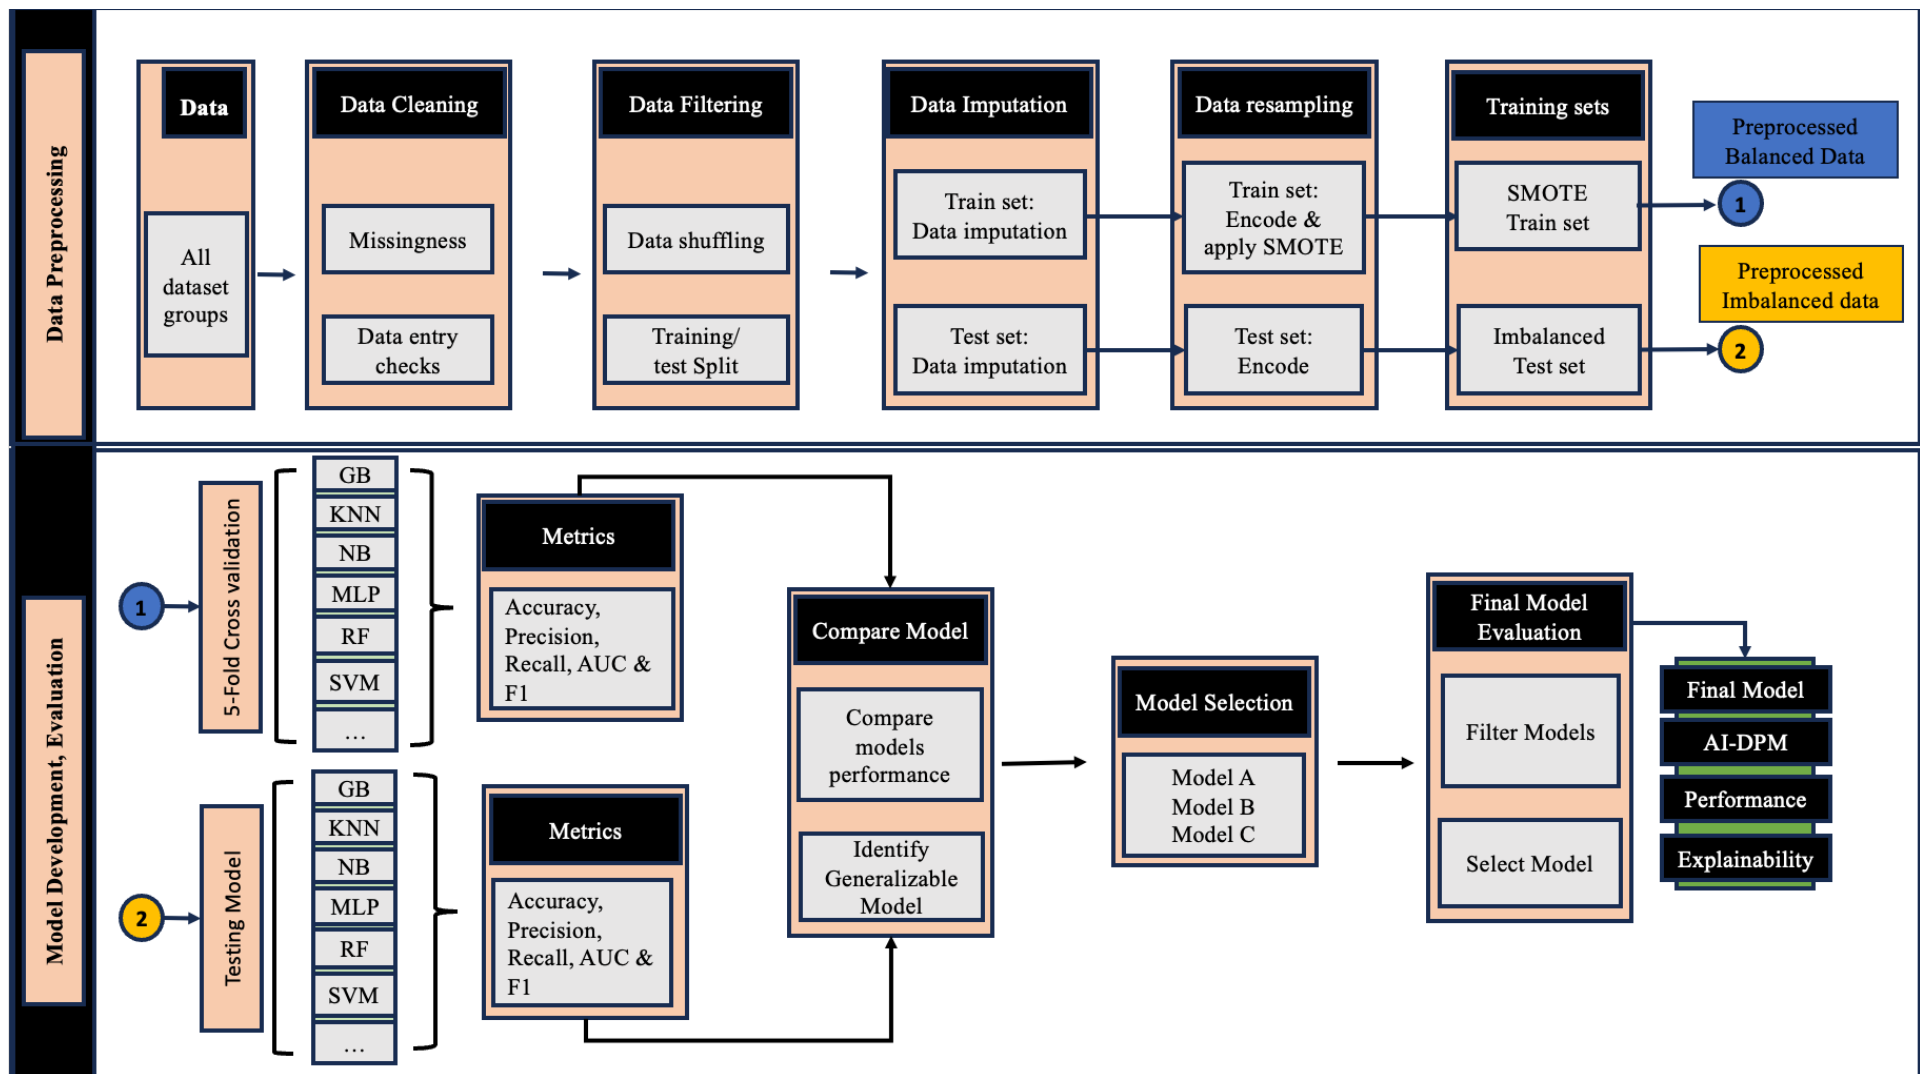 Data Preprocessing
Data
All
dataset
groups
Data Cleaning
Missingness
Data entry
checks
Data Filtering
Data shuffling
Training/
test Split
Data Imputation
Train set:
Data imputation
Test set:
Data imputation
Data resampling
Train set:
Encode &
apply SMOTE
Test set:
Encode
Training sets
SMOTE
Train set
Imbalanced
Test set
Preprocessed
Balanced Data
1
Preprocessed
Imbalanced data
2
Model Development, Evaluation
1
5-Fold Cross validation
GB
KNN
NB
MLP
RF
SVM
...
Metrics
Accuracy,
Precision,
Recall, AUC &
F1
2
Testing Model
GB
KNN
NB
MLP
RF
SVM
...
Metrics
Accuracy,
Precision,
Recall, AUC &
F1
Compare Model
Compare
models
performance
Identify
Generalizable
Model
Model Selection
Model A
Model B
Model C
Final Model
Evaluation
Filter Models
Select Model
Final Model
AI-DPM
Performance
Explainability